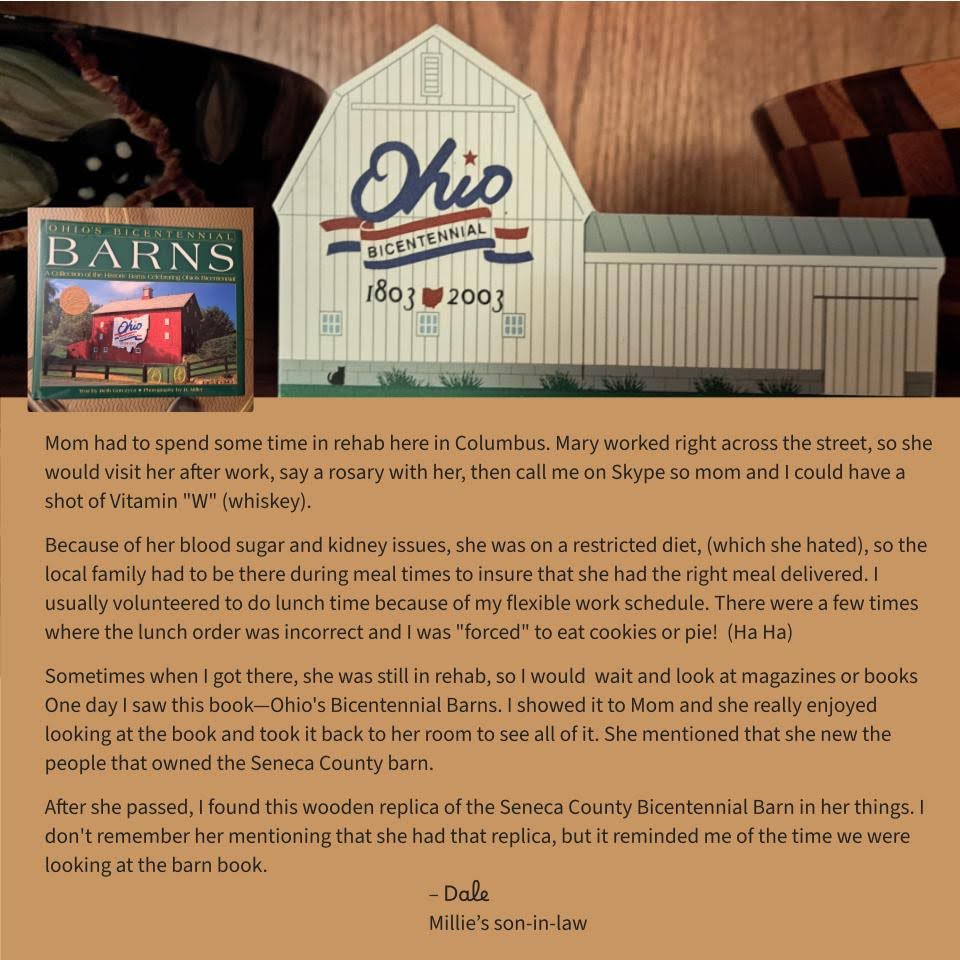 Ohio
BICENTENNIAL
1803 2003
OHIO'S BICENTENNIAL
BARNS
A Collection of the Historic Barns Celebrating Ohio's Bicentennial
Ohio
Mom had to spend some time in rehab here in Columbus. Mary worked right across the street, so she
would visit her after work, say a rosary with her, then call me on Skype so mom and I could have a
shot of Vitamin "W" (whiskey).
Because of her blood sugar and kidney issues, she was on a restricted diet, (which she hated), so the
local family had to be there during meal times to insure that she had the right meal delivered. I
usually volunteered to do lunch time because of my flexible work schedule. There were a few times
where the lunch order was incorrect and I was "forced" to eat cookies or pie!  (Ha Ha)
Sometimes when I got there, she was still in rehab, so I would  wait and look at magazines or books
One day I saw this book—Ohio's Bicentennial Barns. I showed it to Mom and she really enjoyed
looking at the book and took it back to her room to see all of it. She mentioned that she new the
people that owned the Seneca County barn.
After she passed, I found this wooden replica of the Seneca County Bicentennial Barn in her things. I
don't remember her mentioning that she had that replica, but it reminded me of the time we were
looking at the barn book.
– Dale
Millie’s son-in-law